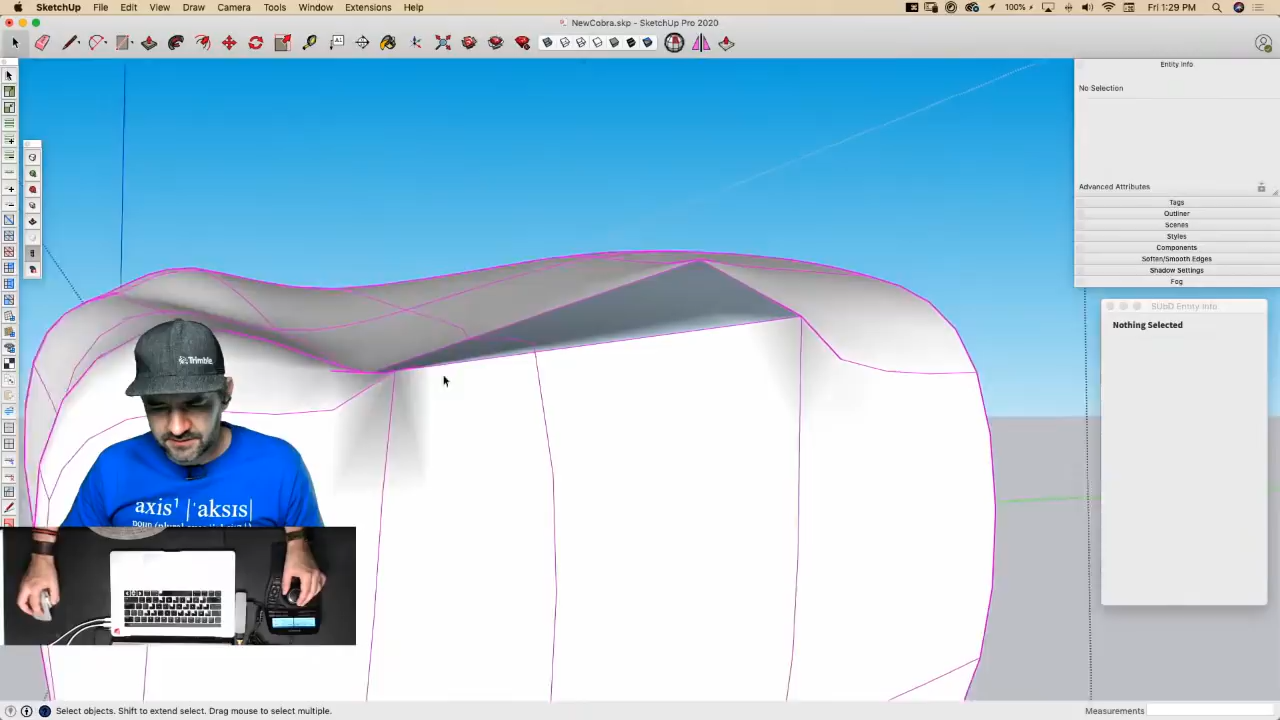 SketchUp File Edit View Draw Camera Tools Window Extensions Help
100% Fri 1:29 PM
NewCobra.skp - SketchUp Pro 2020
Entity Info
No Selection
Advanced Attributes
Tags
Outliner
Scenes
Styles
Components
Soften/Smooth Edges
Shadow Settings
Fog
SUbD Entity Info
Nothing Selected
Trimble.
axis¹ |ˈaksɪs|
Select objects. Shift to extend select. Drag mouse to select multiple.
Measurements